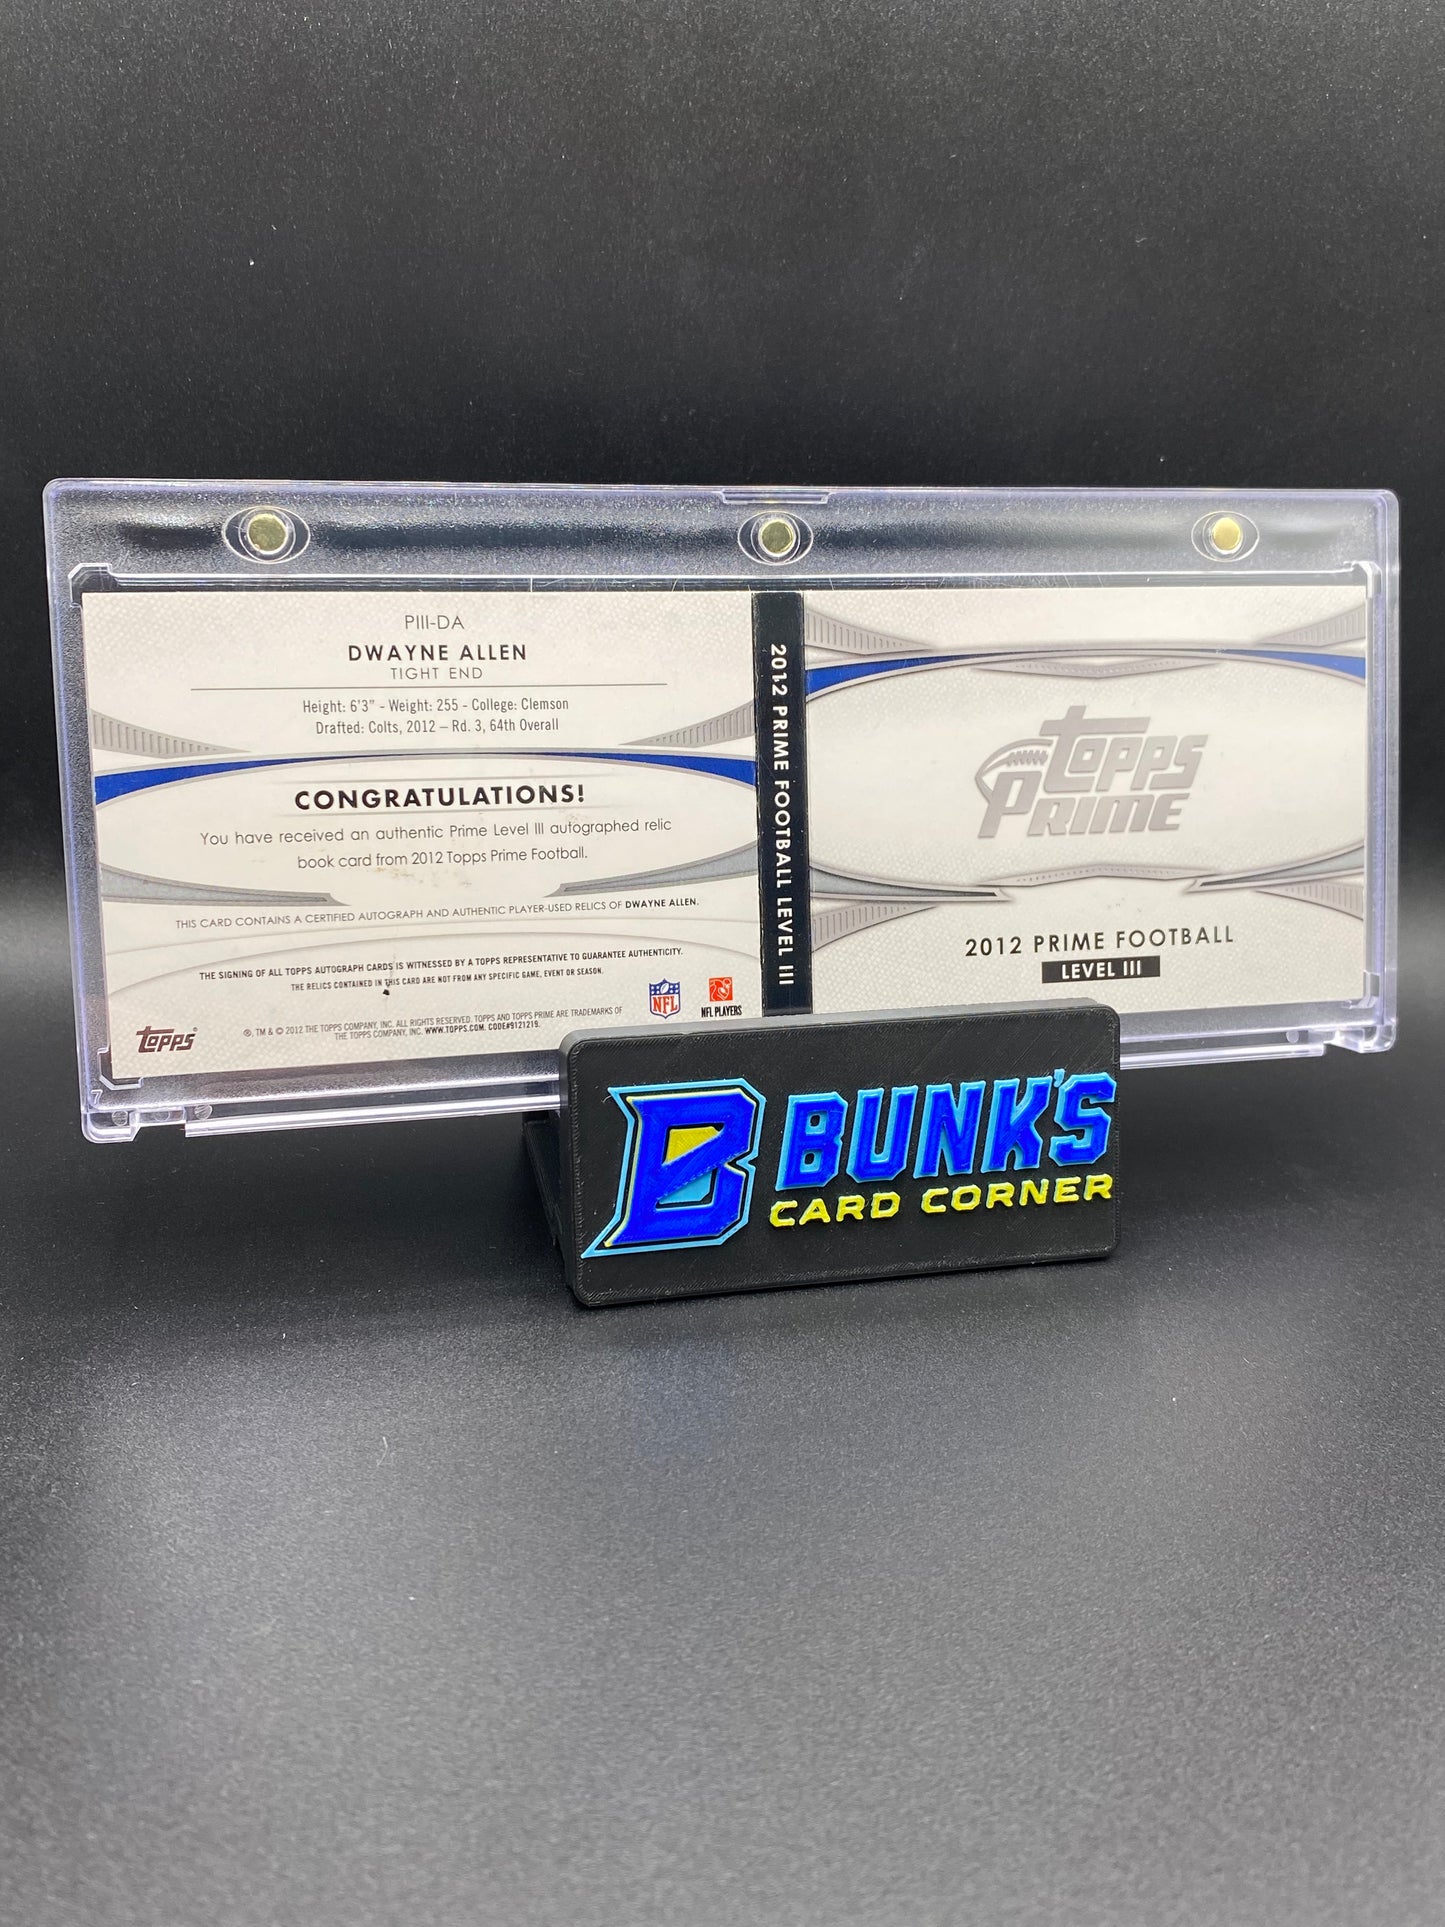 PIII-DA
DWAYNE ALLEN
TIGHT END
Height: 6'3" - Weight: 255 - College: Clemson
Drafted: Colts, 2012 – Rd. 3, 64th Overall
CONGRATULATIONS!
You have received an authentic Prime Level III autographed relic
book card from 2012 Topps Prime Football.
THIS CARD CONTAINS A CERTIFIED AUTOGRAPH AND AUTHENTIC PLAYER-USED RELICS OF DWAYNE ALLEN.
THE SIGNING OF ALL TOPPS AUTOGRAPH CARDS IS WITNESSED BY A TOPPS REPRESENTATIVE TO GUARANTEE AUTHENTICITY.
THE RELICS CONTAINED IN THIS CARD ARE NOT FROM ANY SPECIFIC GAME, EVENT OR SEASON.
NFL
NFL PLAYERS
Topps®
®, TM & © 2012 THE TOPPS COMPANY, INC. ALL RIGHTS RESERVED. TOPPS AND TOPPS PRIME ARE TRADEMARKS OF
THE TOPPS COMPANY, INC. WWW.TOPPS.COM. CODE#9121219.
2012 PRIME FOOTBALL LEVEL III
Topps
PRIME
2012 PRIME FOOTBALL
LEVEL III
B
BUNK'S
CARD CORNER